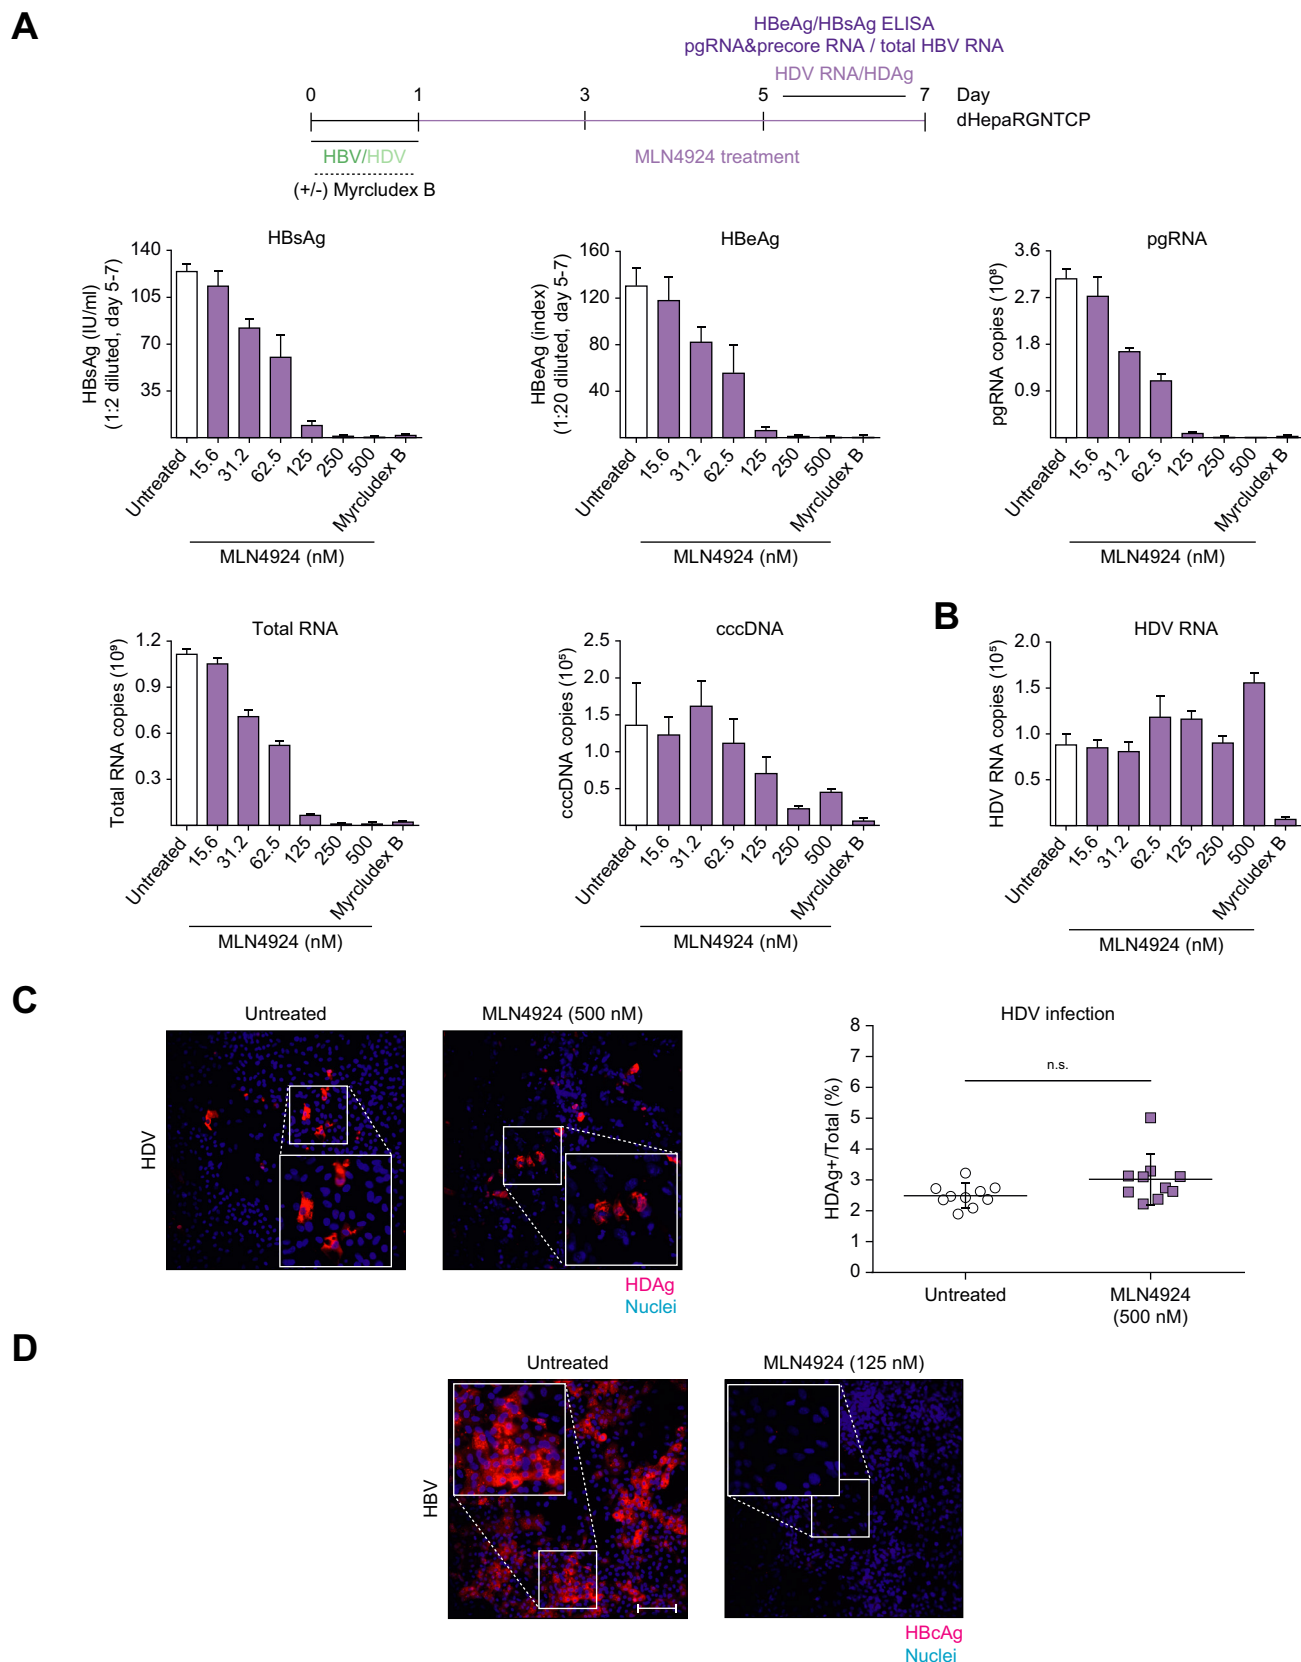 A
HBeAg/HBsAg ELISA
pgRNA&precore RNA / total HBV RNA
HDV RNA/HDAg
0 1 3 5 7 Day
dHepaRGNTCP
HBV/HDV
MLN4924 treatment
(+/-) Myrcludex B
HBsAg
HBsAg (IU/ml)
(1:2 diluted, day 5-7)
140
105
70
35
Untreated
15.6
31.2
62.5
125
250
500
Myrcludex B
MLN4924 (nM)
HBeAg
HBeAg (index)
(1:20 diluted, day 5-7)
160
120
80
40
Untreated
15.6
31.2
62.5
125
250
500
Myrcludex B
MLN4924 (nM)
pgRNA
pgRNA copies (10⁸)
3.6
2.7
1.8
0.9
Untreated
15.6
31.2
62.5
125
250
500
Myrcludex B
MLN4924 (nM)
Total RNA
Total RNA copies (10⁹)
1.2
0.9
0.6
0.3
Untreated
15.6
31.2
62.5
125
250
500
Myrcludex B
MLN4924 (nM)
cccDNA
cccDNA copies (10⁵)
2.5
2.0
1.5
1.0
0.5
Untreated
15.6
31.2
62.5
125
250
500
Myrcludex B
MLN4924 (nM)
B
HDV RNA
HDV RNA copies (10⁵)
2.0
1.5
1.0
0.5
Untreated
15.6
31.2
62.5
125
250
500
Myrcludex B
MLN4924 (nM)
C
Untreated
MLN4924 (500 nM)
HDV
HDAg
Nuclei
HDV infection
HDAg+/Total (%)
8
7
6
5
4
3
2
1
0
n.s.
Untreated
MLN4924
(500 nM)
D
Untreated
MLN4924 (125 nM)
HBV
HBcAg
Nuclei